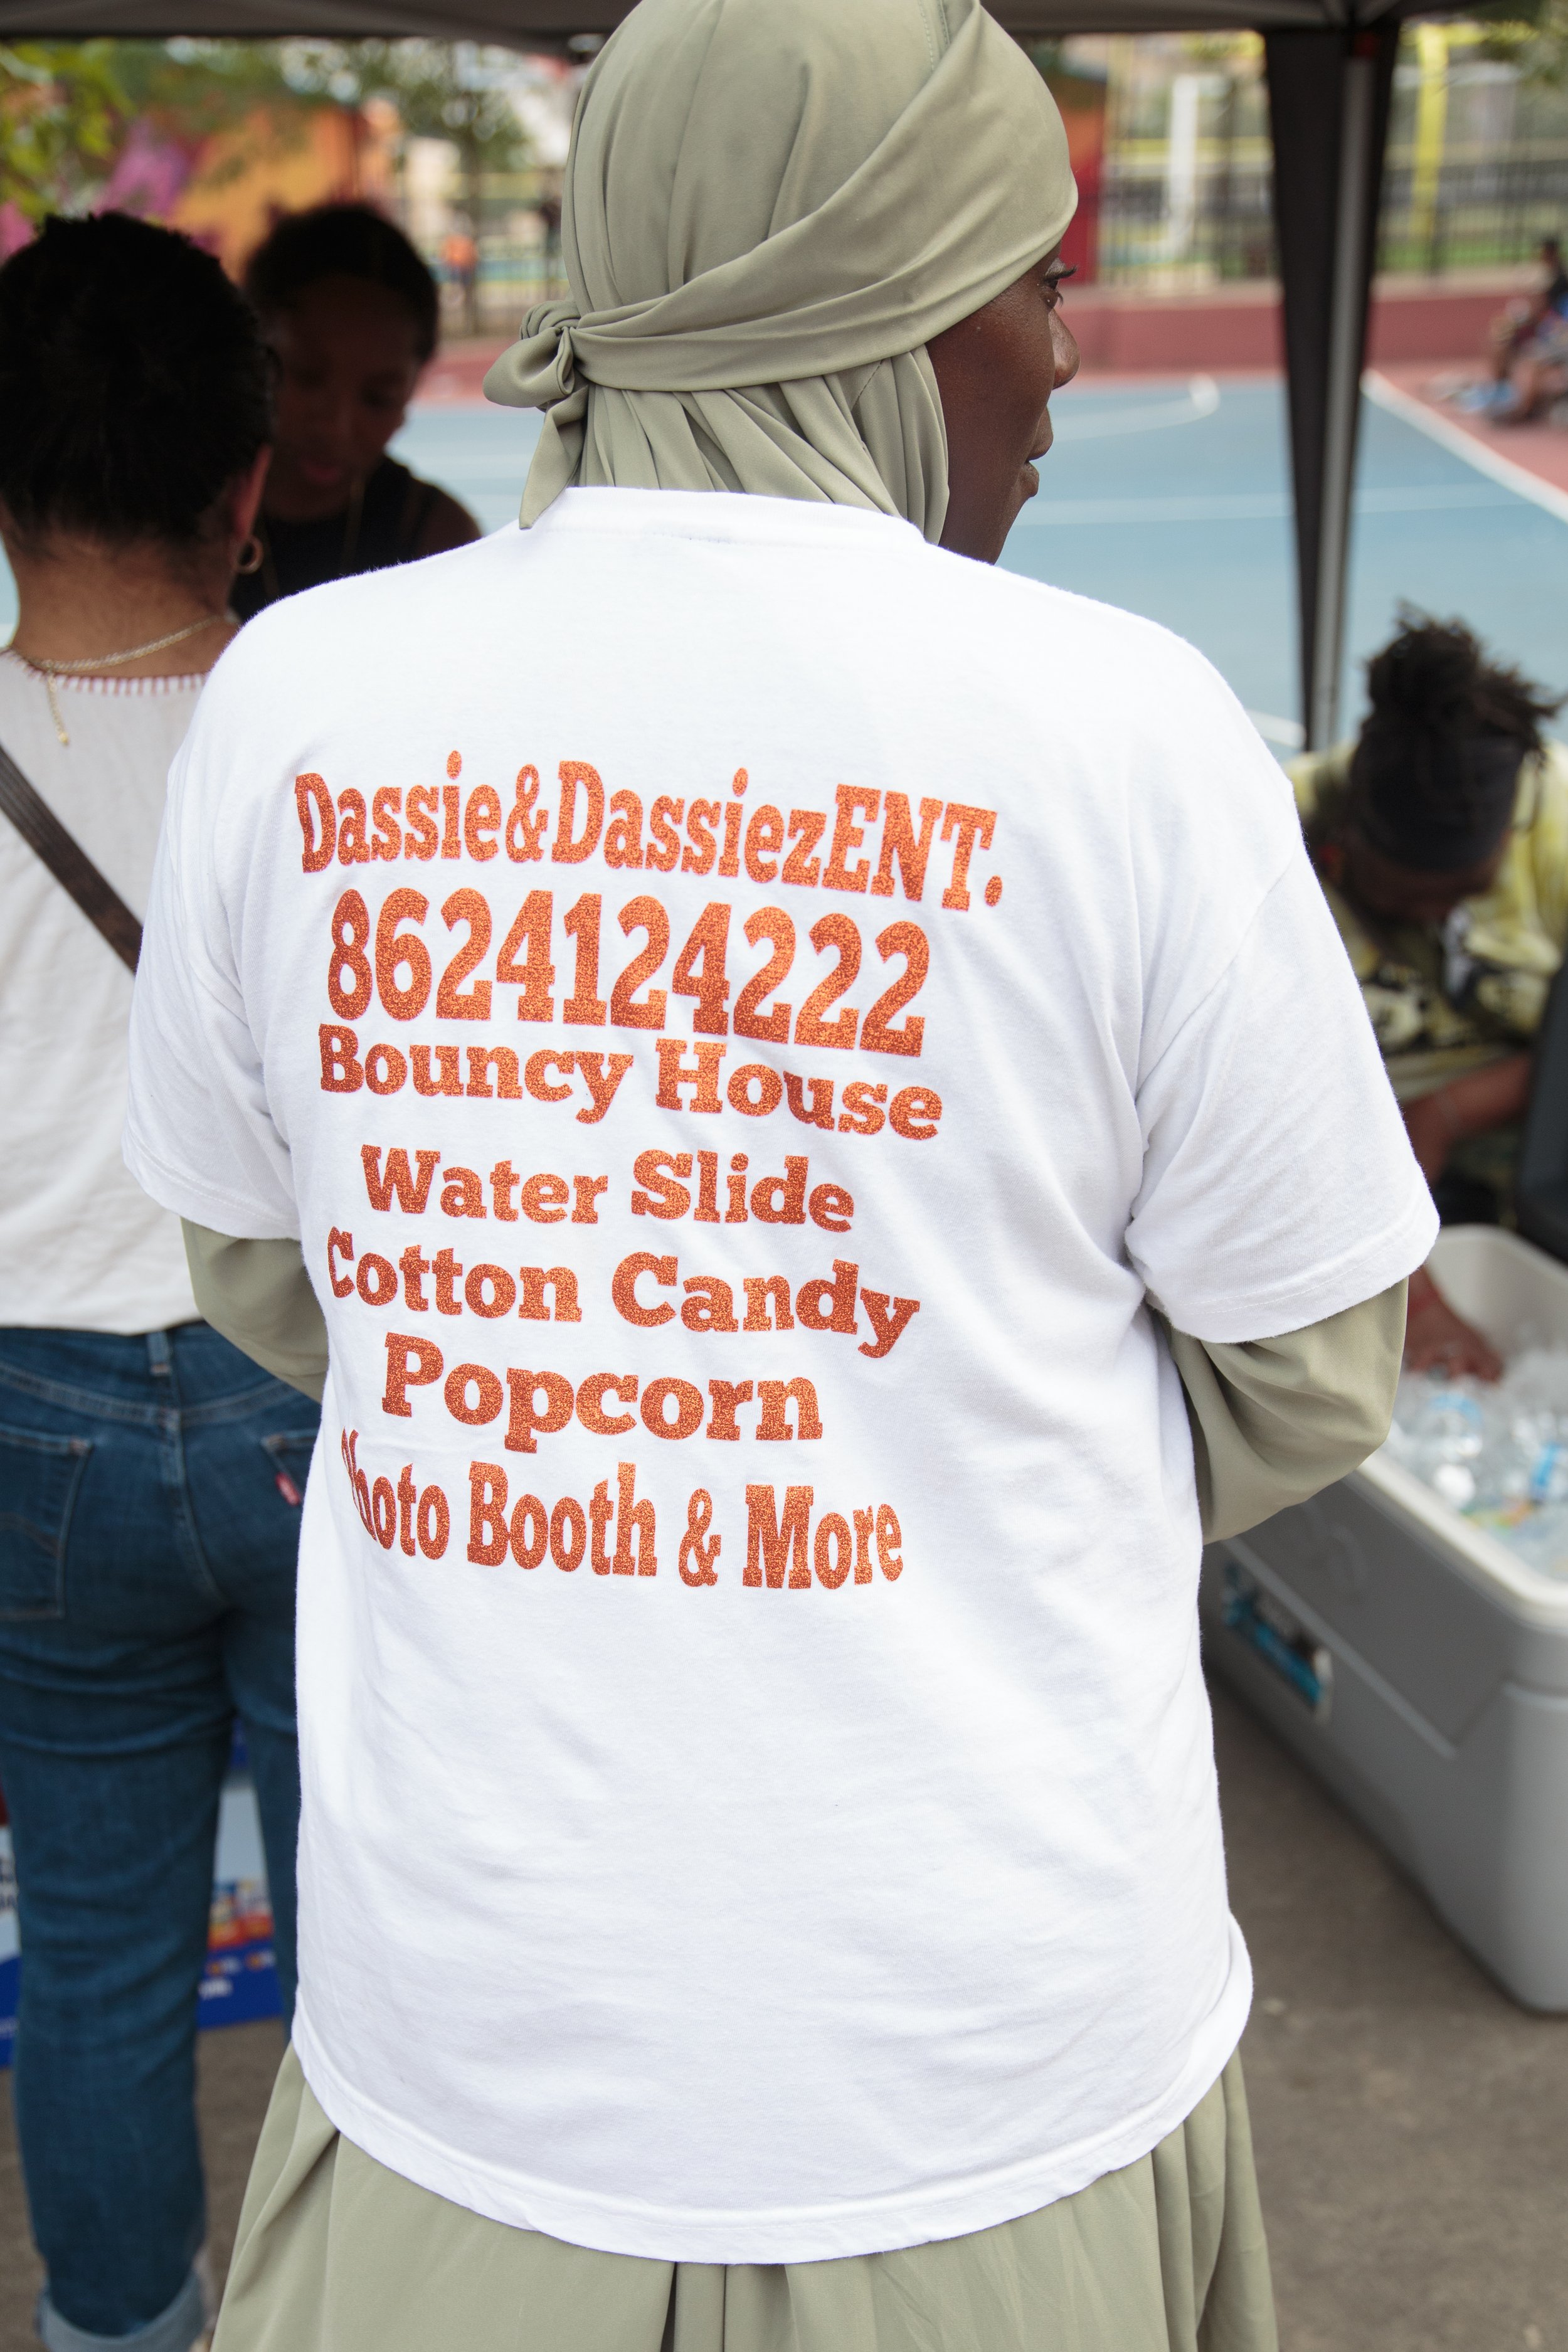 Dassie&DassiezENT.
8624124222
Bouncy House
Water Slide
Cotton Candy
Popcorn
Photo Booth & More